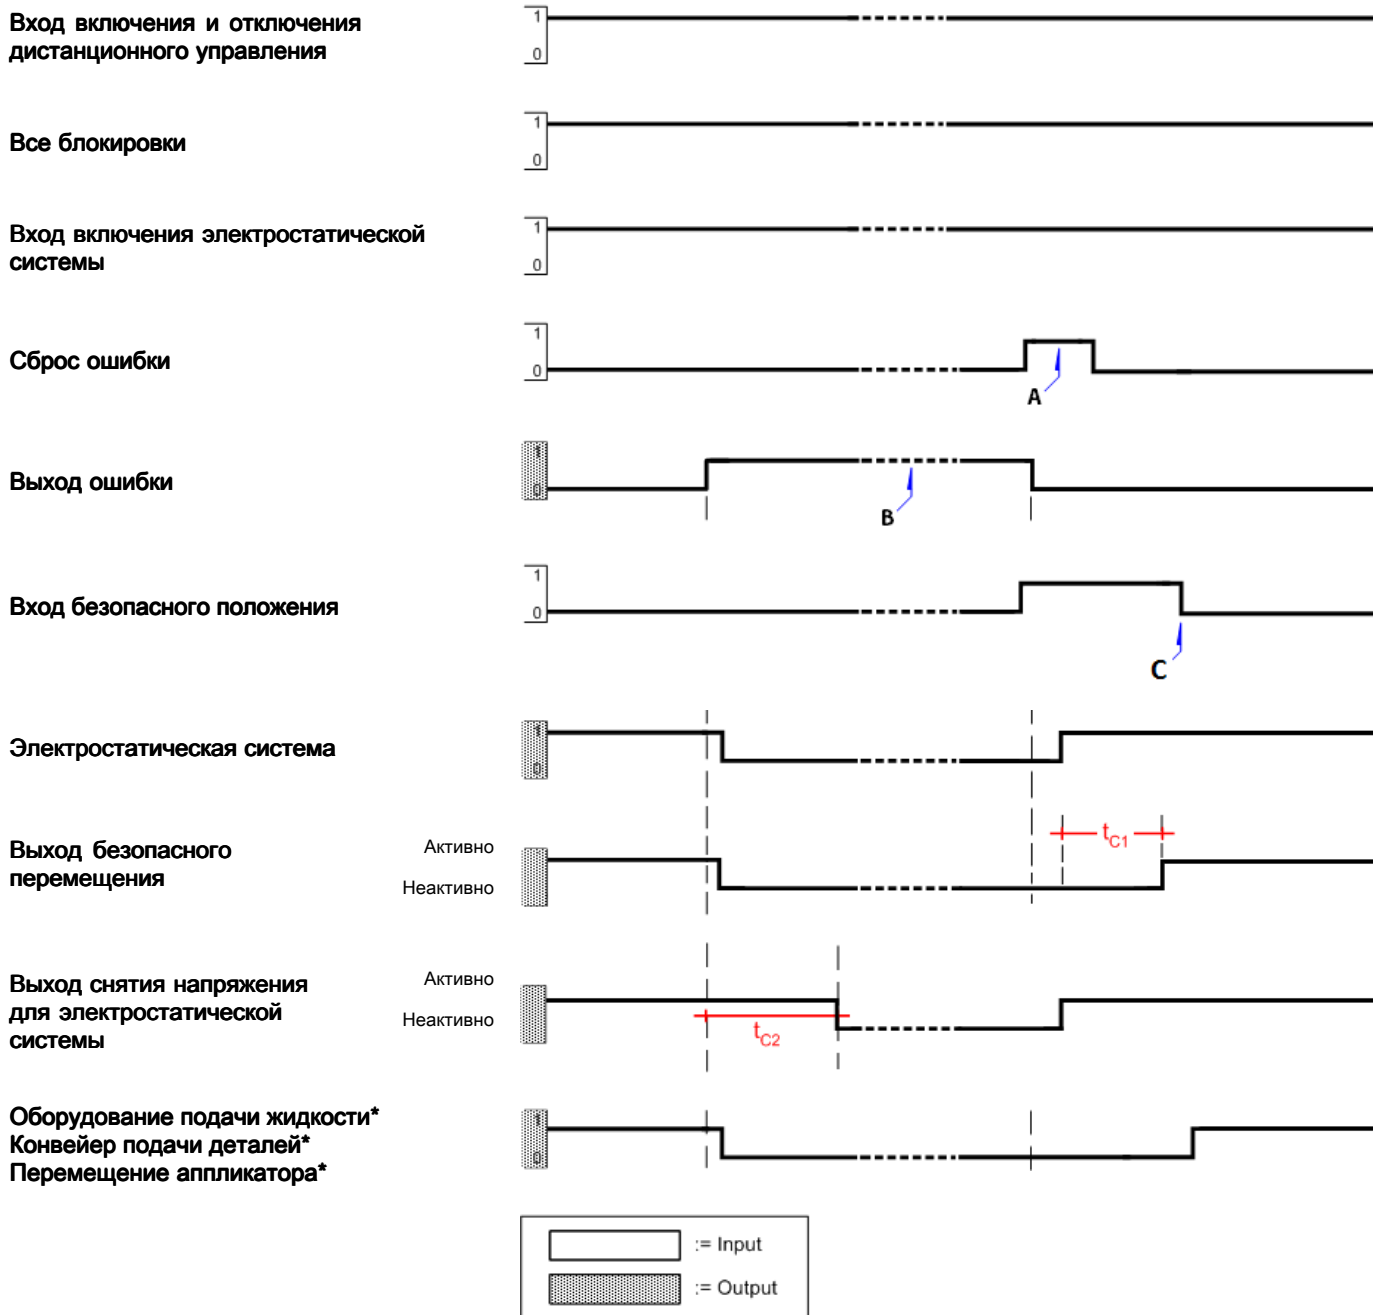 Вход включения и отключения
дистанционного управления
1
0
Все блокировки
1
0
Вход включения электростатической
системы
1
0
Сброс ошибки
1
0
A
Выход ошибки
1
0
B
Вход безопасного положения
1
0
C
Электростатическая система
1
0
Выход безопасного
перемещения
Активно
Неактивно
tC1
Выход снятия напряжения
для электростатической
системы
Активно
Неактивно
tC2
Оборудование подачи жидкости*
Конвейер подачи деталей*
Перемещение аппликатора*
1
0
:= Input
:= Output